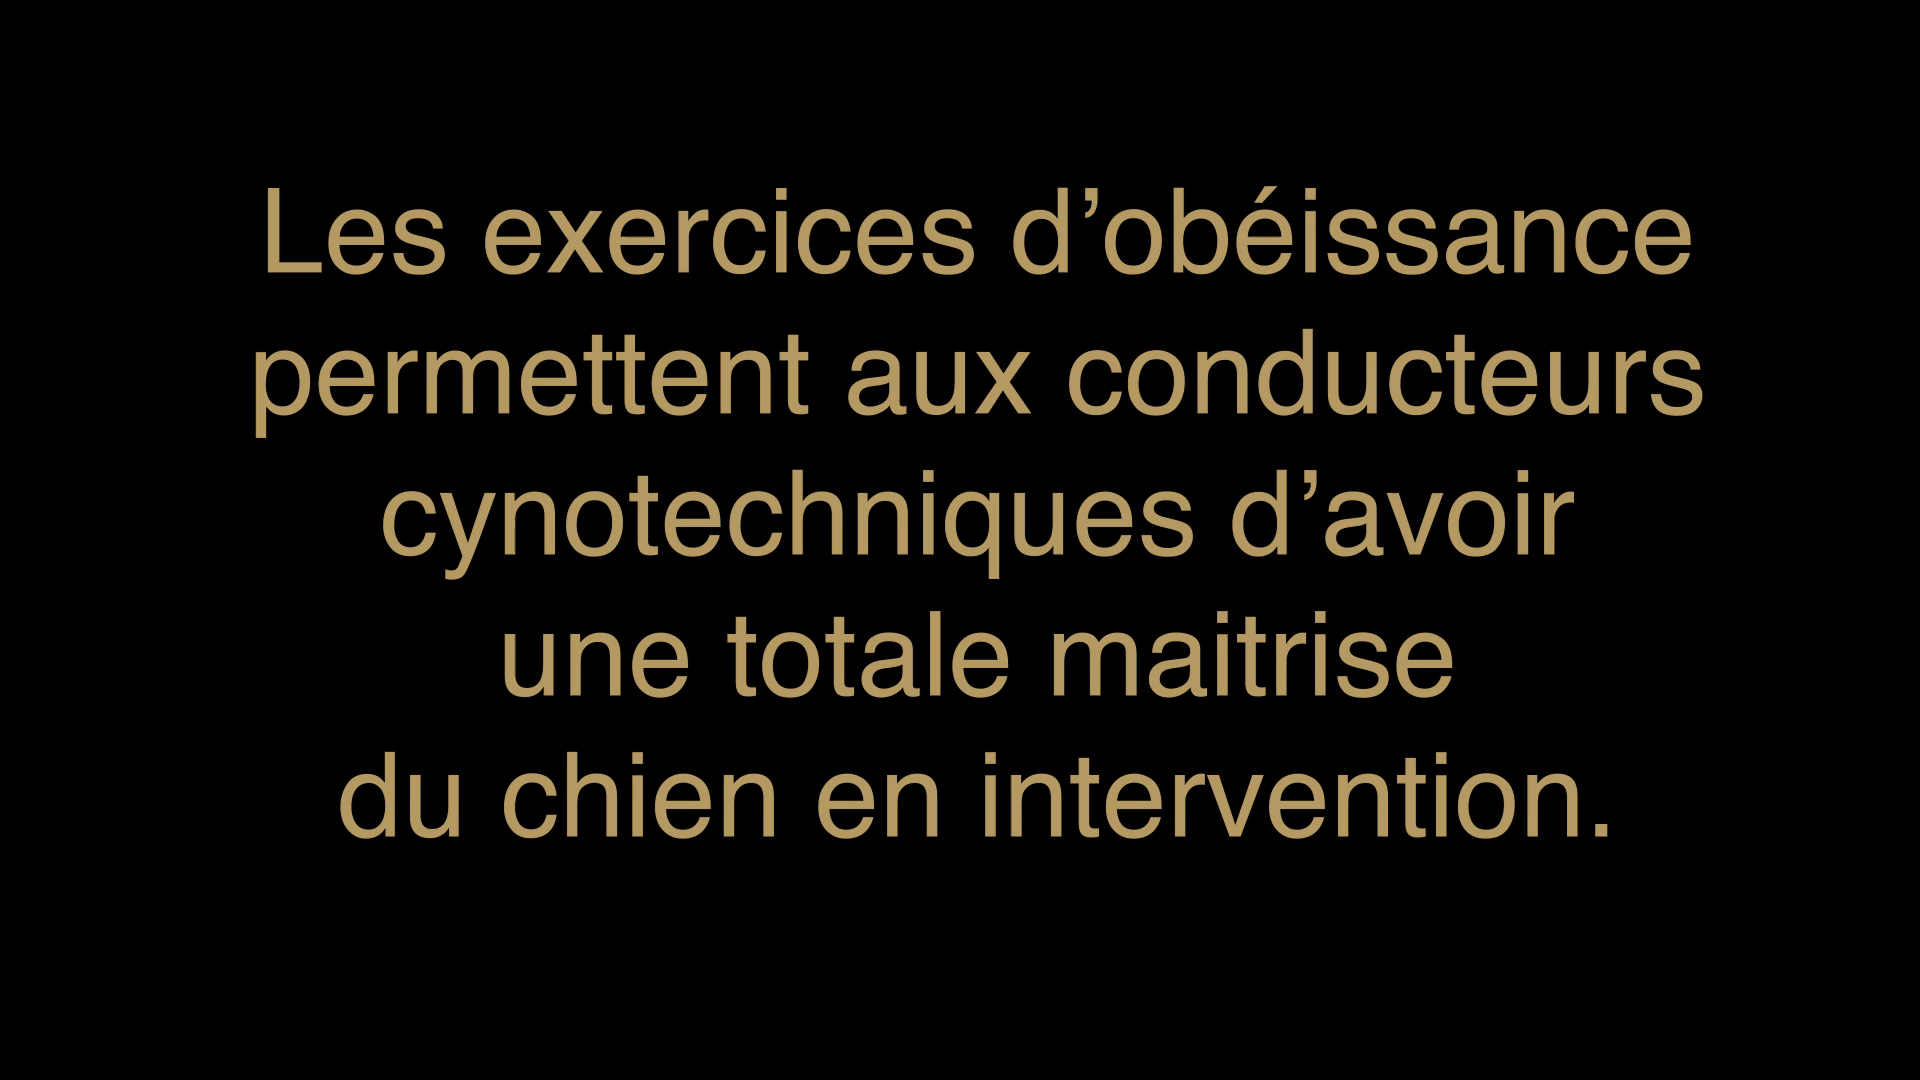 Les exercices d’obéissance
permettent aux conducteurs
cynotechniques d’avoir
une totale maitrise
du chien en intervention.